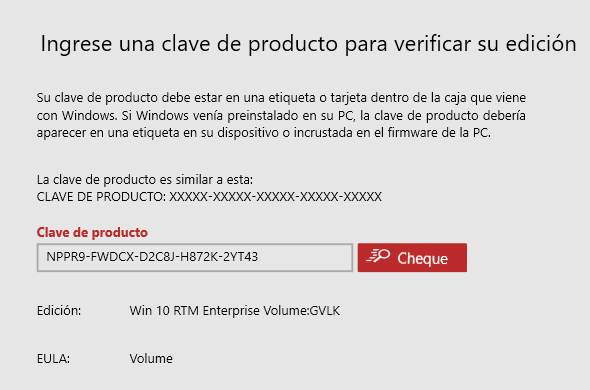 Ingrese una clave de producto para verificar su edición
Su clave de producto debe estar en una etiqueta o tarjeta dentro de la caja que viene
con Windows. Si Windows venía preinstalado en su PC, la clave de producto debería
aparecer en una etiqueta en su dispositivo o incrustada en el firmware de la PC.
La clave de producto es similar a esta:
CLAVE DE PRODUCTO: XXXXX-XXXXX-XXXXX-XXXXX-XXXXX
Clave de producto
NPPR9-FWDCX-D2C8J-H872K-2YT43
Cheque
Edición: Win 10 RTM Enterprise Volume:GVLK
EULA: Volume